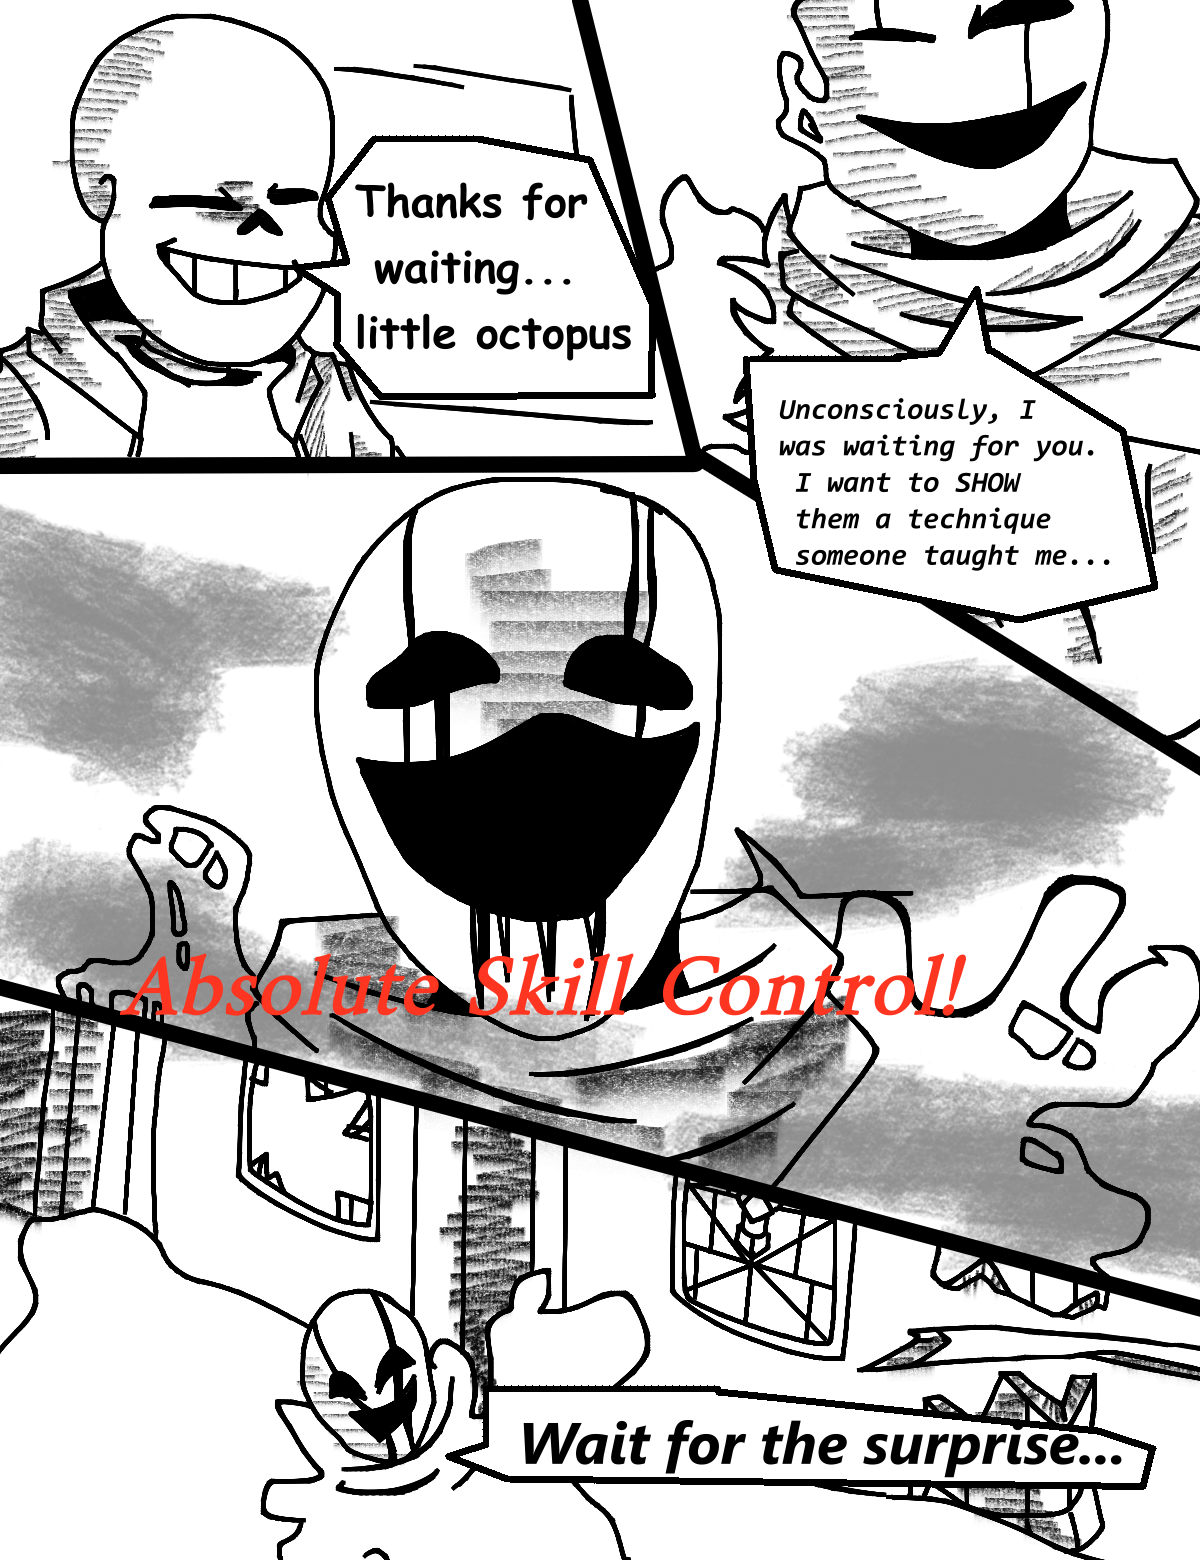 Thanks for
waiting...
little octopus
Unconsciously, I
was waiting for you.
I want to SHOW
them a technique
someone taught me...
Absolute Skill Control!
Wait for the surprise...